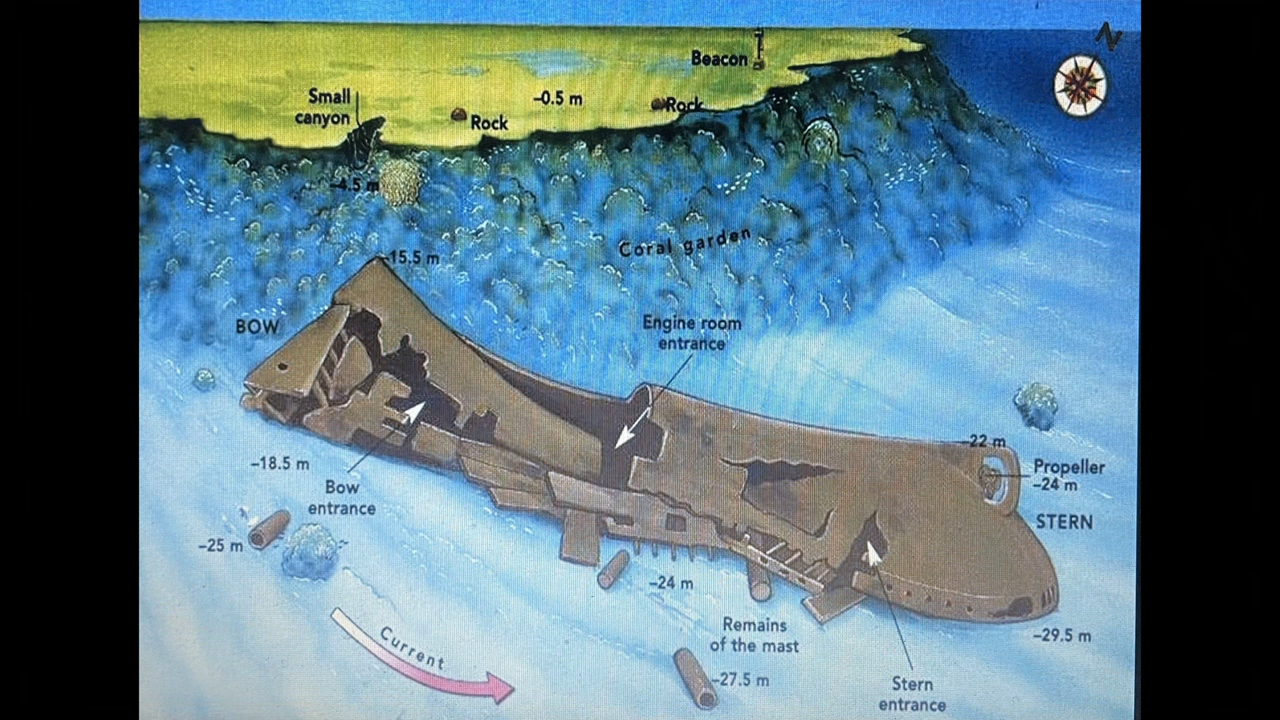 N
Beacon
Small
canyon
-0.5 m
Rock
Rock
-4.5 m
Coral garden
-15.5 m
BOW
Engine room
entrance
-22 m
-18.5 m
Propeller
-24 m
Bow
entrance
STERN
-25 m
-24 m
Remains
of the mast
Current
-29.5 m
-27.5 m
Stern
entrance